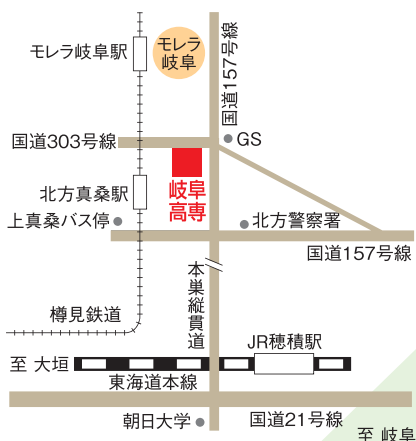 モレラ岐阜駅
モレラ
岐阜
国道157号線
国道303号線
GS
岐阜
高専
北方真桑駅
上真桑バス停
北方警察署
国道157号線
本巣縦貫道
樽見鉄道
JR穂積駅
至 大垣
東海道本線
国道21号線
朝日大学
至 岐阜